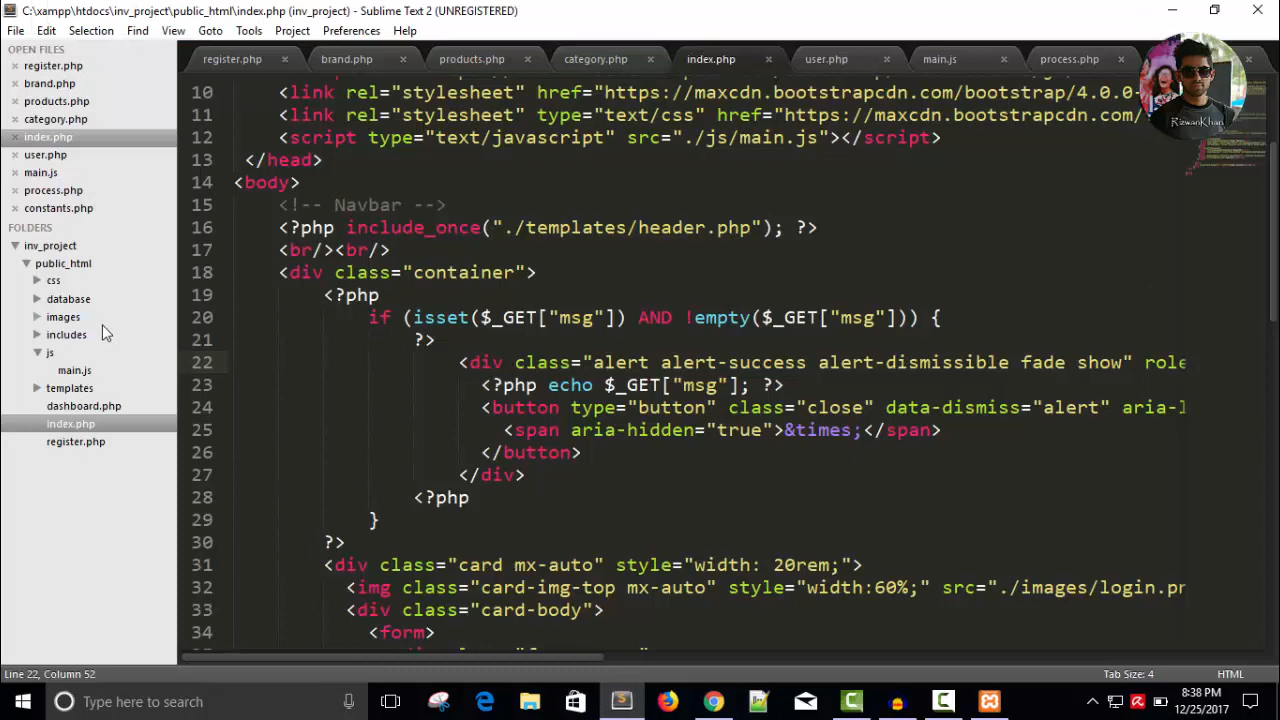 C:\xampp\htdocs\inv_project\public_html\index.php (inv_project) - Sublime Text 2 (UNREGISTERED)
File Edit Selection Find View Goto Tools Project Preferences Help
OPEN FILES
register.php
brand.php
products.php
category.php
index.php
user.php
main.js
process.php
constants.php
FOLDERS
inv_project
public_html
css
database
images
includes
js
main.js
templates
dashboard.php
index.php
register.php
register.php brand.php products.php category.php index.php user.php main.js process.php
RizwanKhan
10 <link rel="stylesheet" href="https://maxcdn.bootstrapcdn.com/bootstrap/4.0.0-
11 <link rel="stylesheet" type="text/css" href="https://maxcdn.bootstrapcdn.com/
12 <script type="text/javascript" src="./js/main.js"></script>
13 </head>
14 <body>
15 <!-- Navbar -->
16 <?php include_once("./templates/header.php"); ?>
17 <br/><br/>
18 <div class="container">
19 <?php
20 if (isset($_GET["msg"]) AND !empty($_GET["msg"])) {
21 ?>
22 <div class="alert alert-success alert-dismissible fade show" role
23 <?php echo $_GET["msg"]; ?>
24 <button type="button" class="close" data-dismiss="alert" aria-l
25 <span aria-hidden="true">&times;</span>
26 </button>
27 </div>
28 <?php
29 }
30 ?>
31 <div class="card mx-auto" style="width: 20rem;">
32 <img class="card-img-top mx-auto" style="width:60%;" src="./images/login.pn
33 <div class="card-body">
34 <form>
Line 22, Column 52
Tab Size: 4
HTML
Type here to search
8:38 PM
12/25/2017